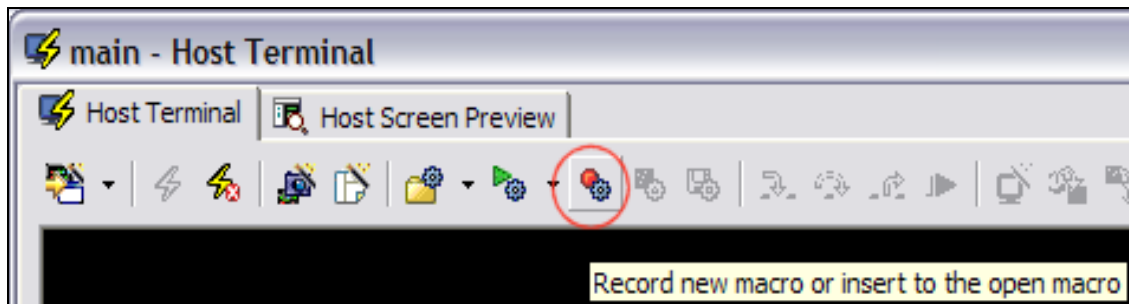 main - Host Terminal
Host Terminal
Host Screen Preview
Record new macro or insert to the open macro